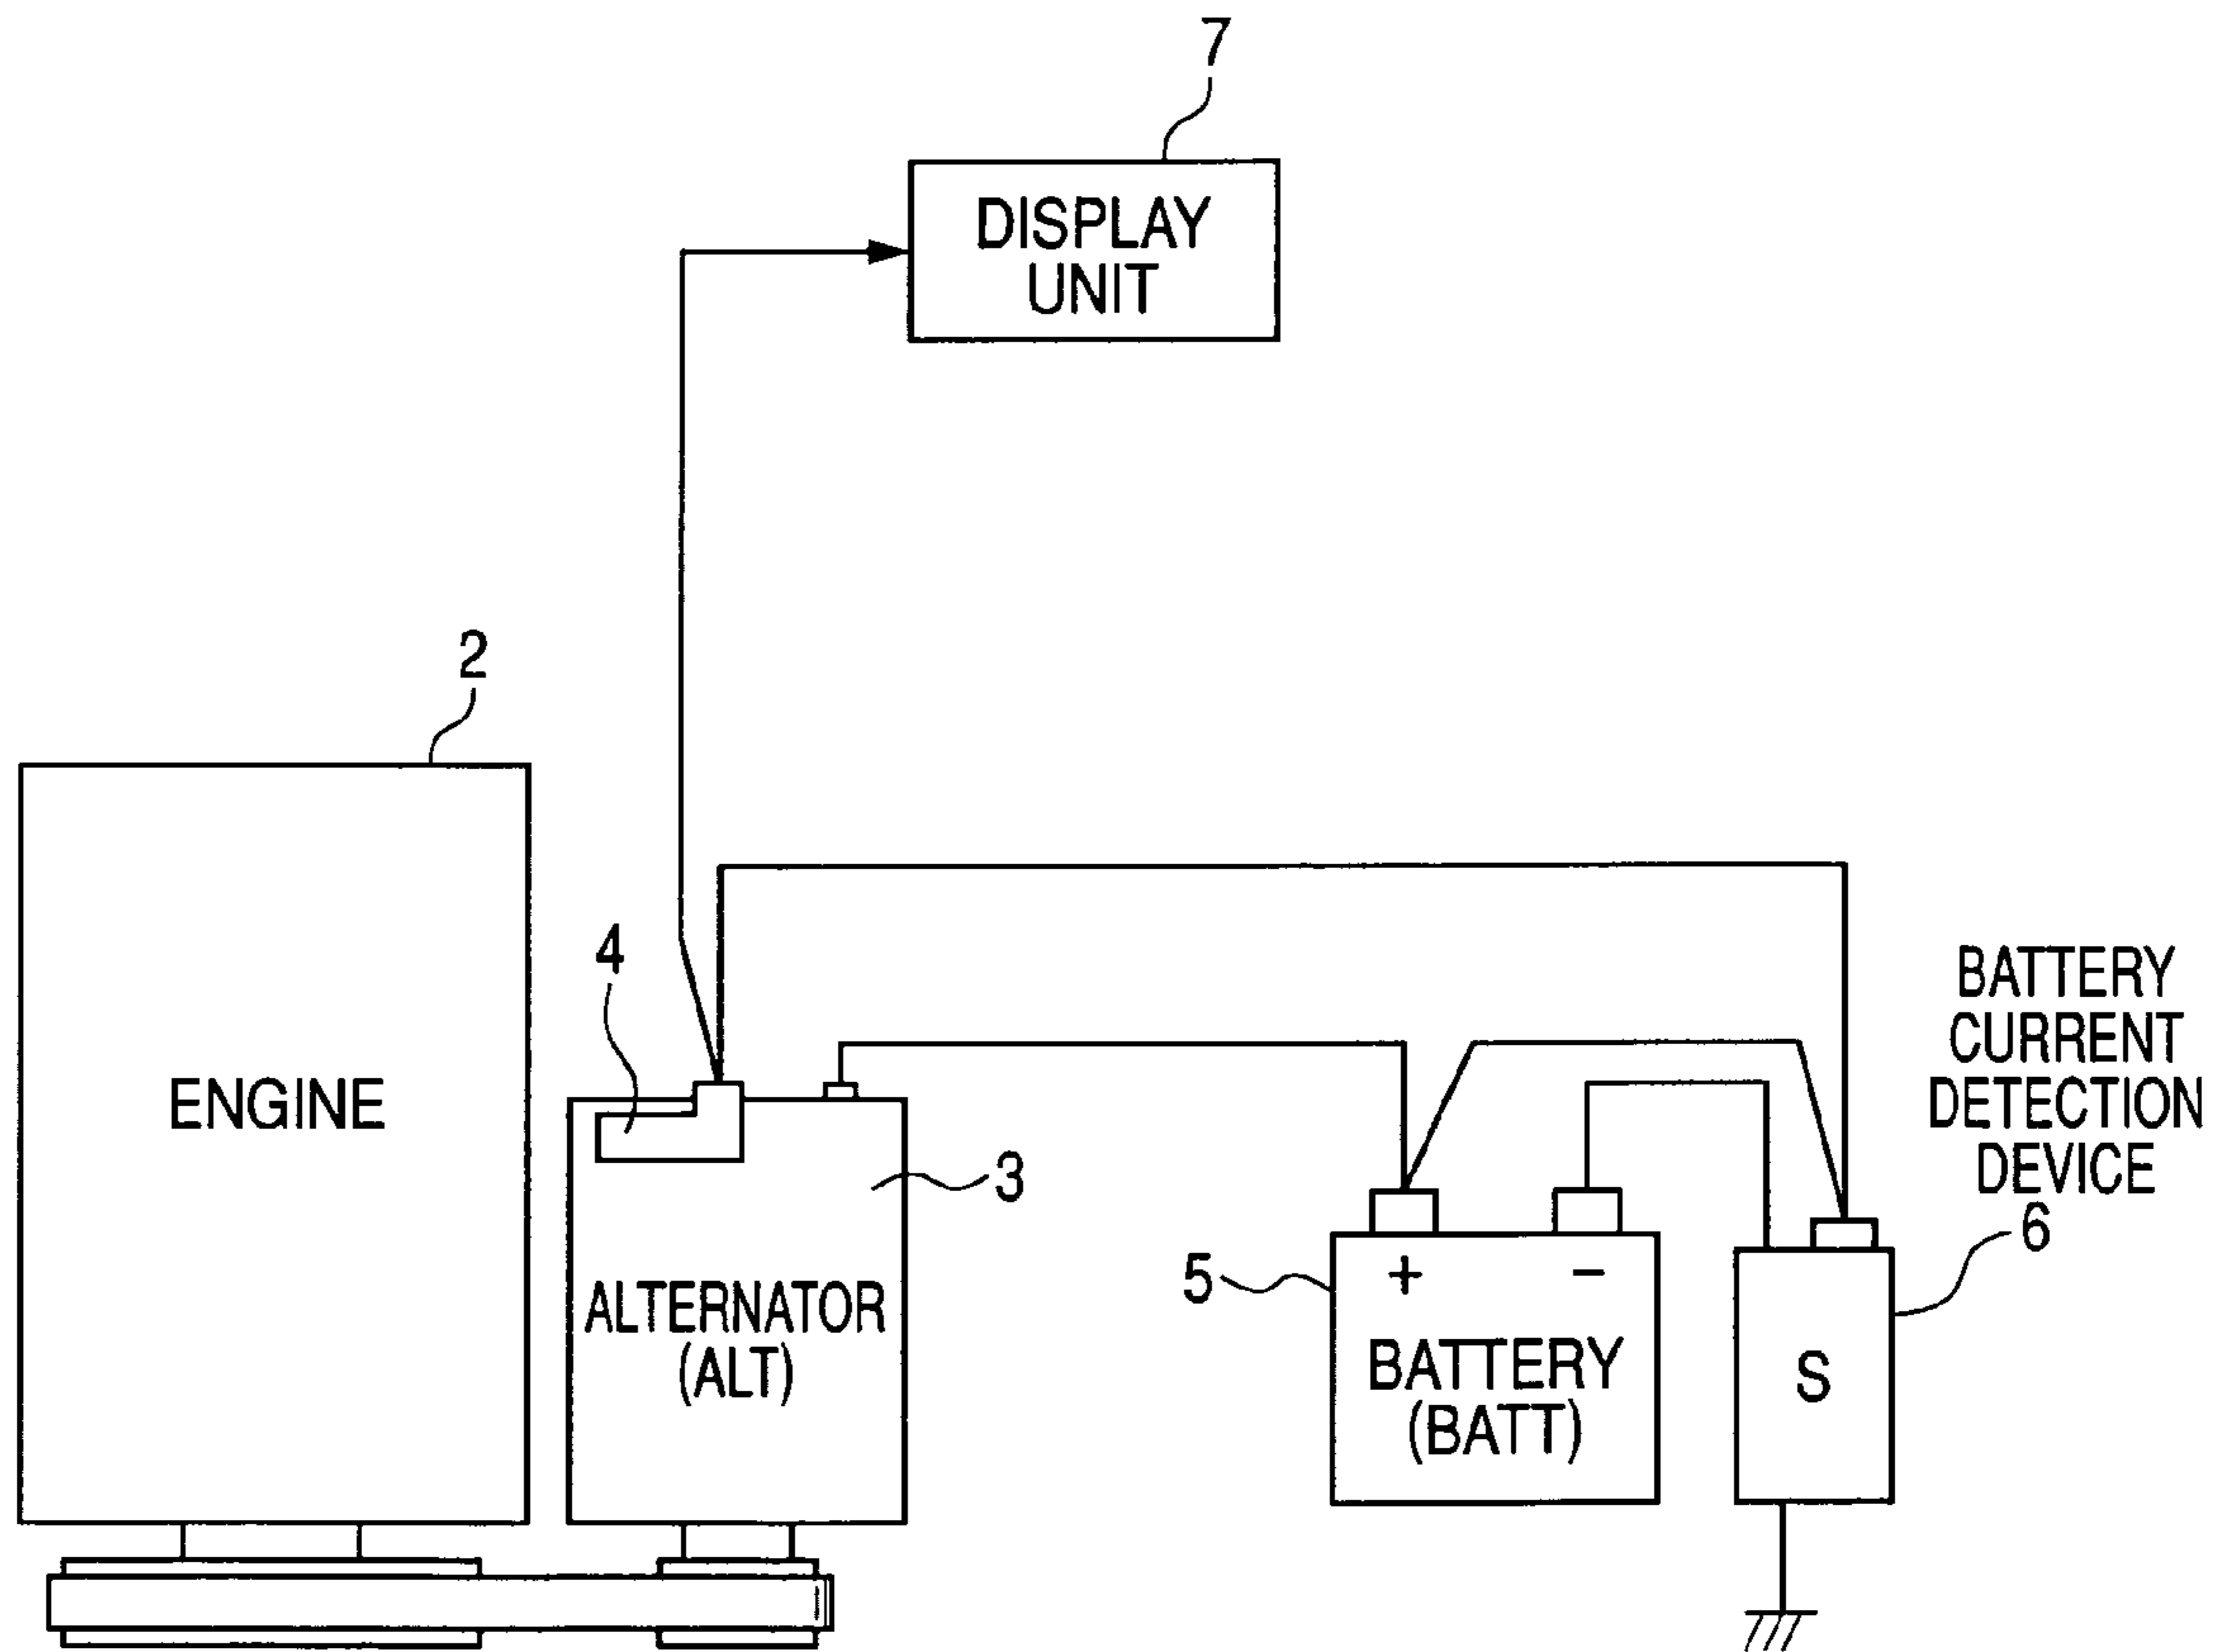 7
DISPLAY
UNIT
2
4
BATTERY
CURRENT
DETECTION
DEVICE
6
ENGINE
3
5
+ −
ALTERNATOR
(ALT)
BATTERY
(BATT)
S